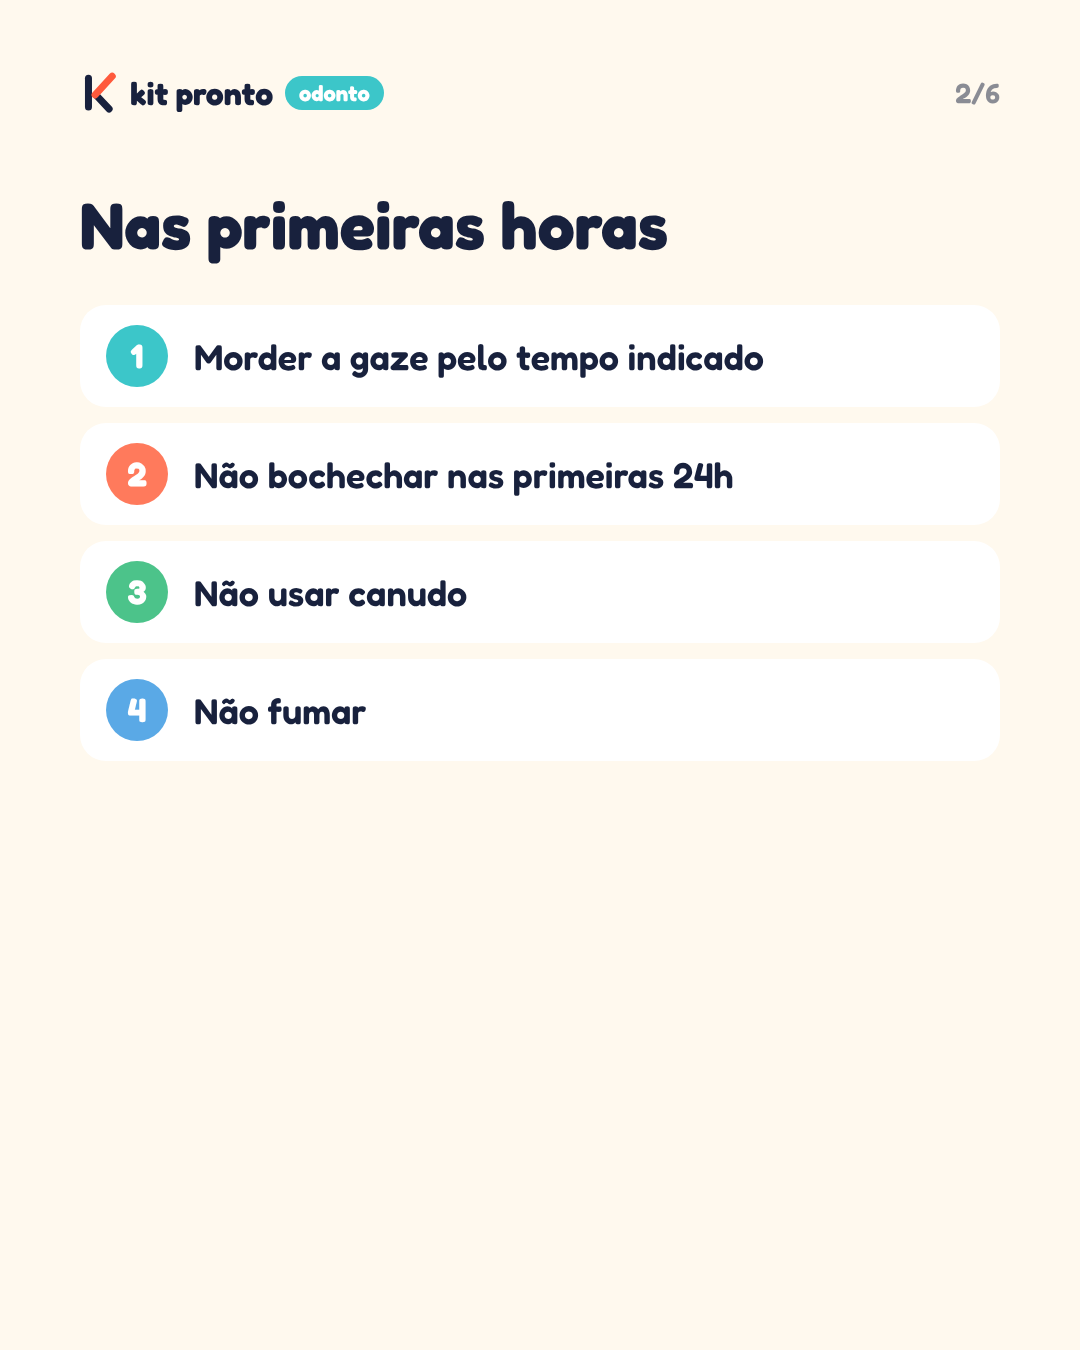 kit pronto odonto
2/6
Nas primeiras horas
1 Morder a gaze pelo tempo indicado
2 Não bochechar nas primeiras 24h
3 Não usar canudo
4 Não fumar